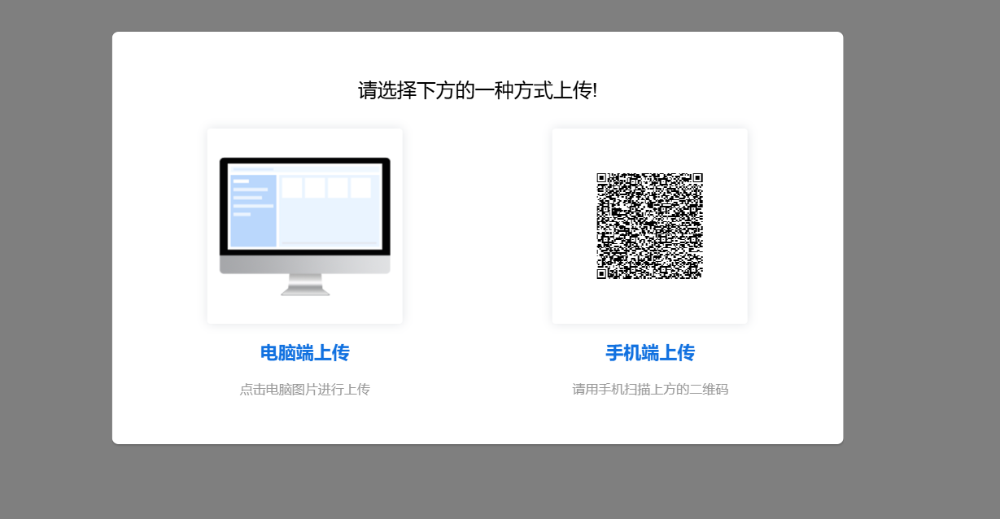 请选择下方的一种方式上传!
电脑端上传
点击电脑图片进行上传
手机端上传
请用手机扫描上方的二维码